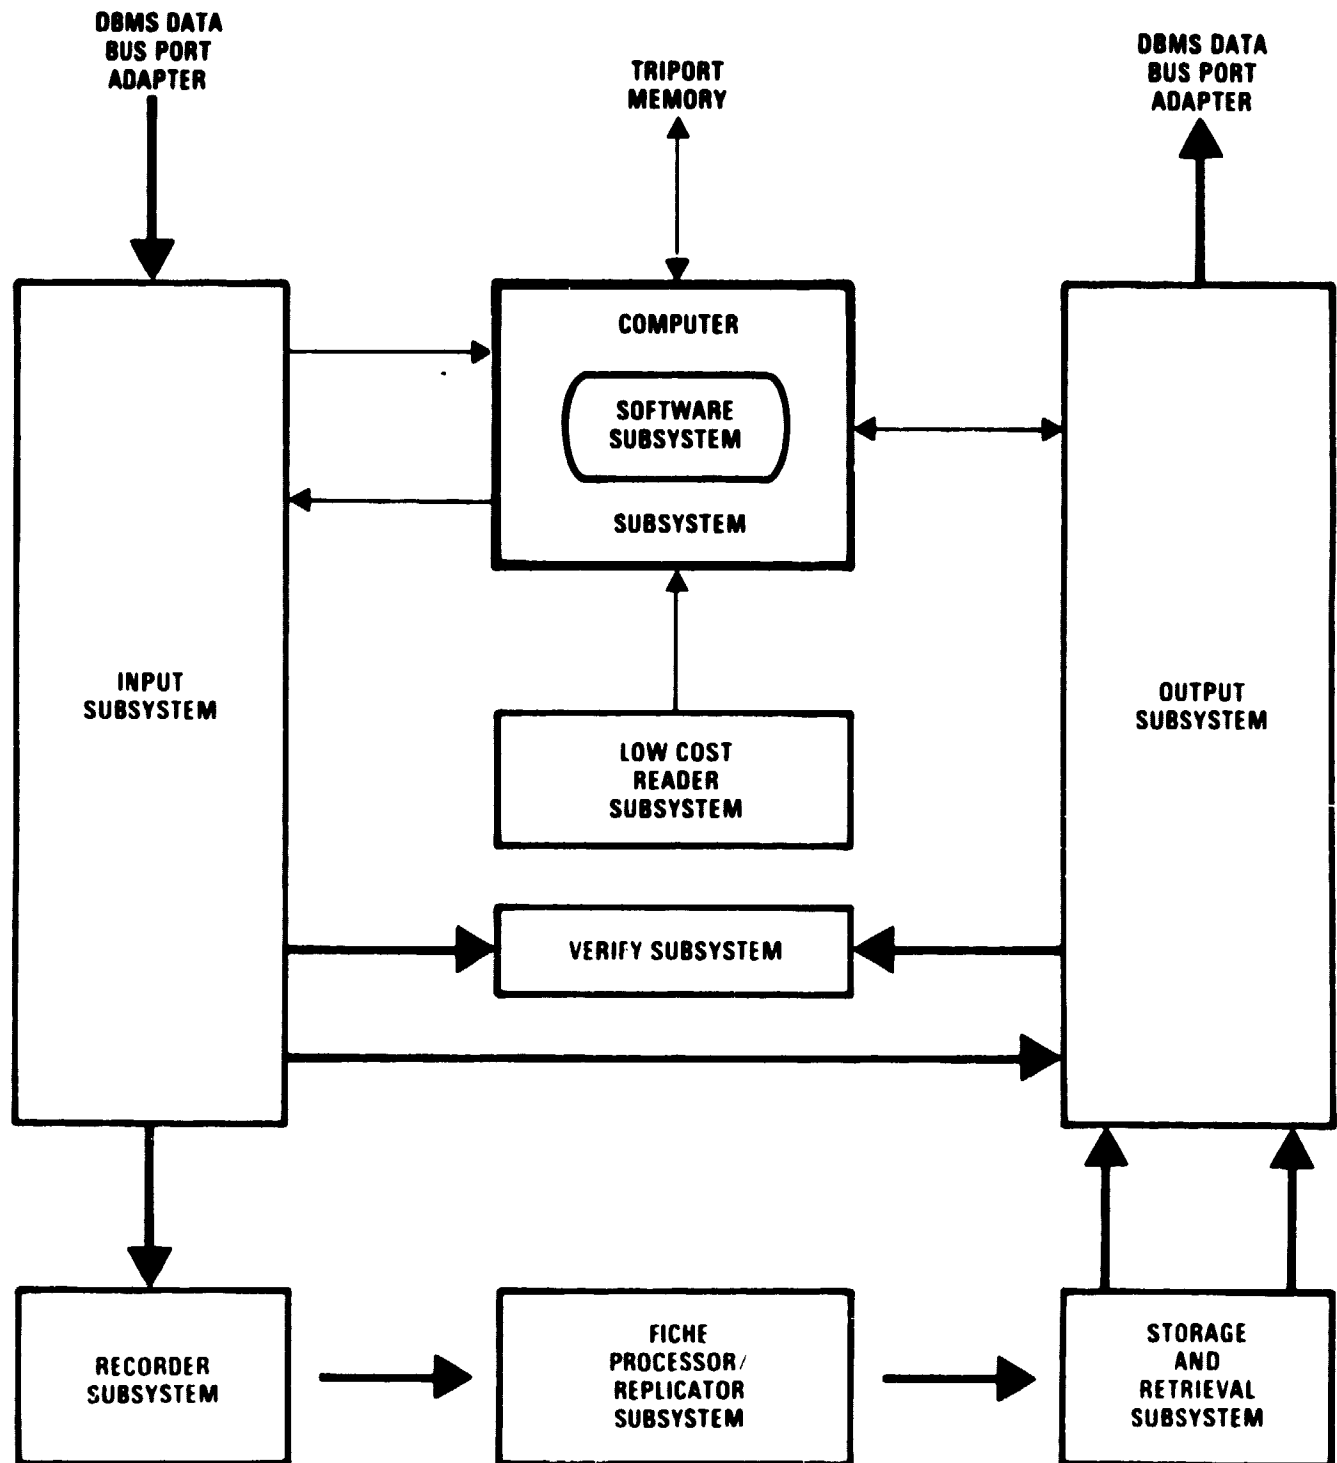 DBMS DATA
BUS PORT
ADAPTER
TRIPORT
MEMORY
DBMS DATA
BUS PORT
ADAPTER
COMPUTER
SOFTWARE
SUBSYSTEM
SUBSYSTEM
INPUT
SUBSYSTEM
OUTPUT
SUBSYSTEM
LOW COST
READER
SUBSYSTEM
VERIFY SUBSYSTEM
RECORDER
SUBSYSTEM
FICHE
PROCESSOR/
REPLICATOR
SUBSYSTEM
STORAGE
AND
RETRIEVAL
SUBSYSTEM